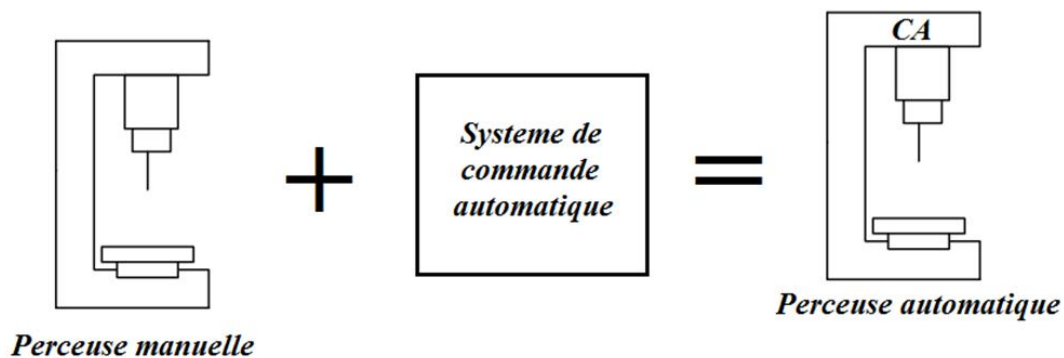 CA
Systeme de
commande
automatique
Perceuse manuelle
Perceuse automatique